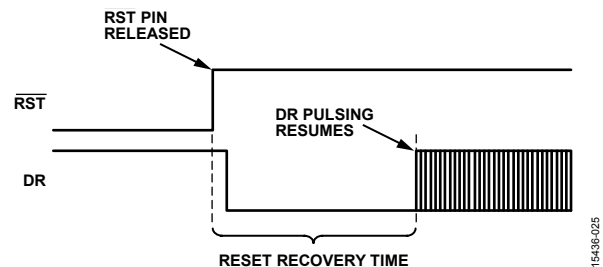 RST PIN
RELEASED
RST
DR PULSING
RESUMES
DR
RESET RECOVERY TIME
15436-025